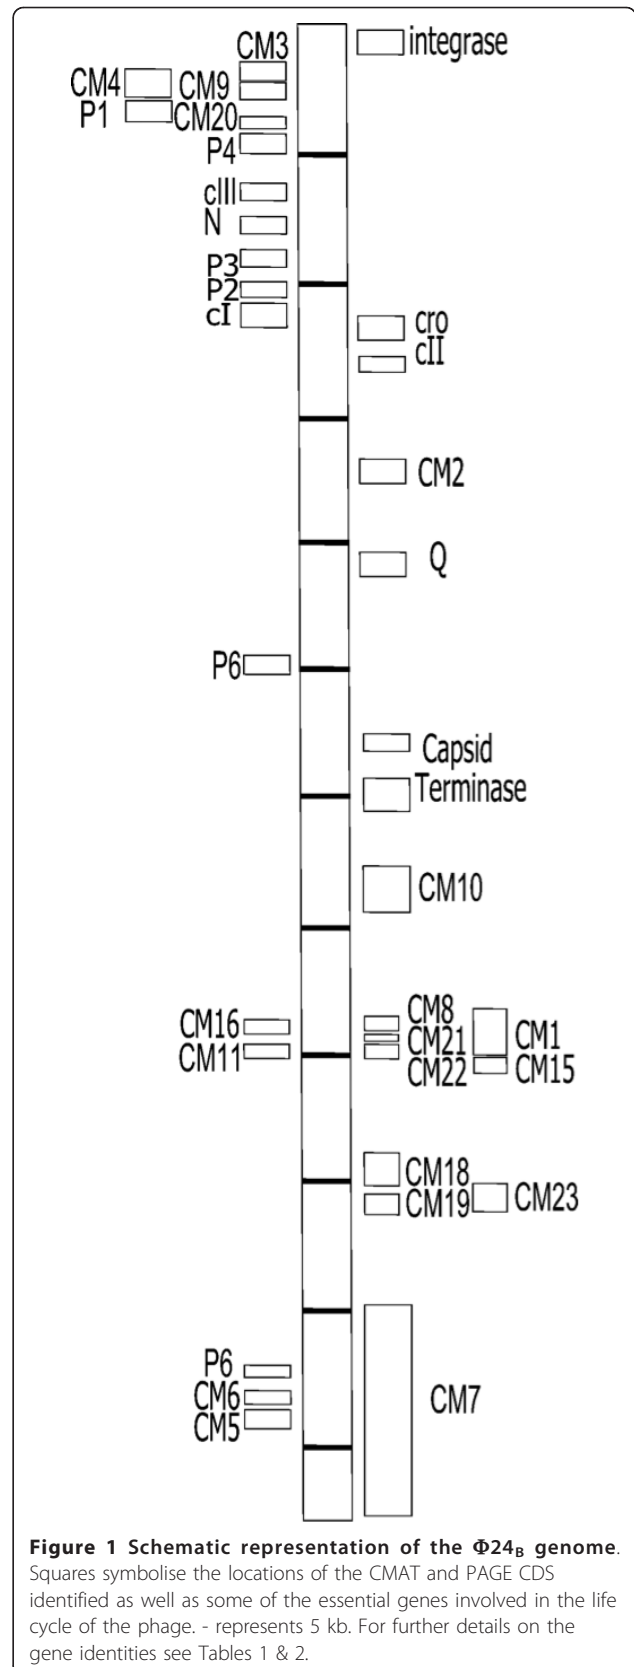 integrase
CM3
CM4
CM9
P1
CM20
P4
cIII
N
P3
P2
cI
cro
cII
CM2
Q
P6
Capsid
Terminase
CM10
CM16
CM8
CM21
CM1
CM11
CM22
CM15
CM18
CM19
CM23
P6
CM6
CM7
CM5
Figure 1 Schematic representation of the Φ24B genome.
Squares symbolise the locations of the CMAT and PAGE CDS
identified as well as some of the essential genes involved in the life
cycle of the phage. - represents 5 kb. For further details on the
gene identities see Tables 1 & 2.